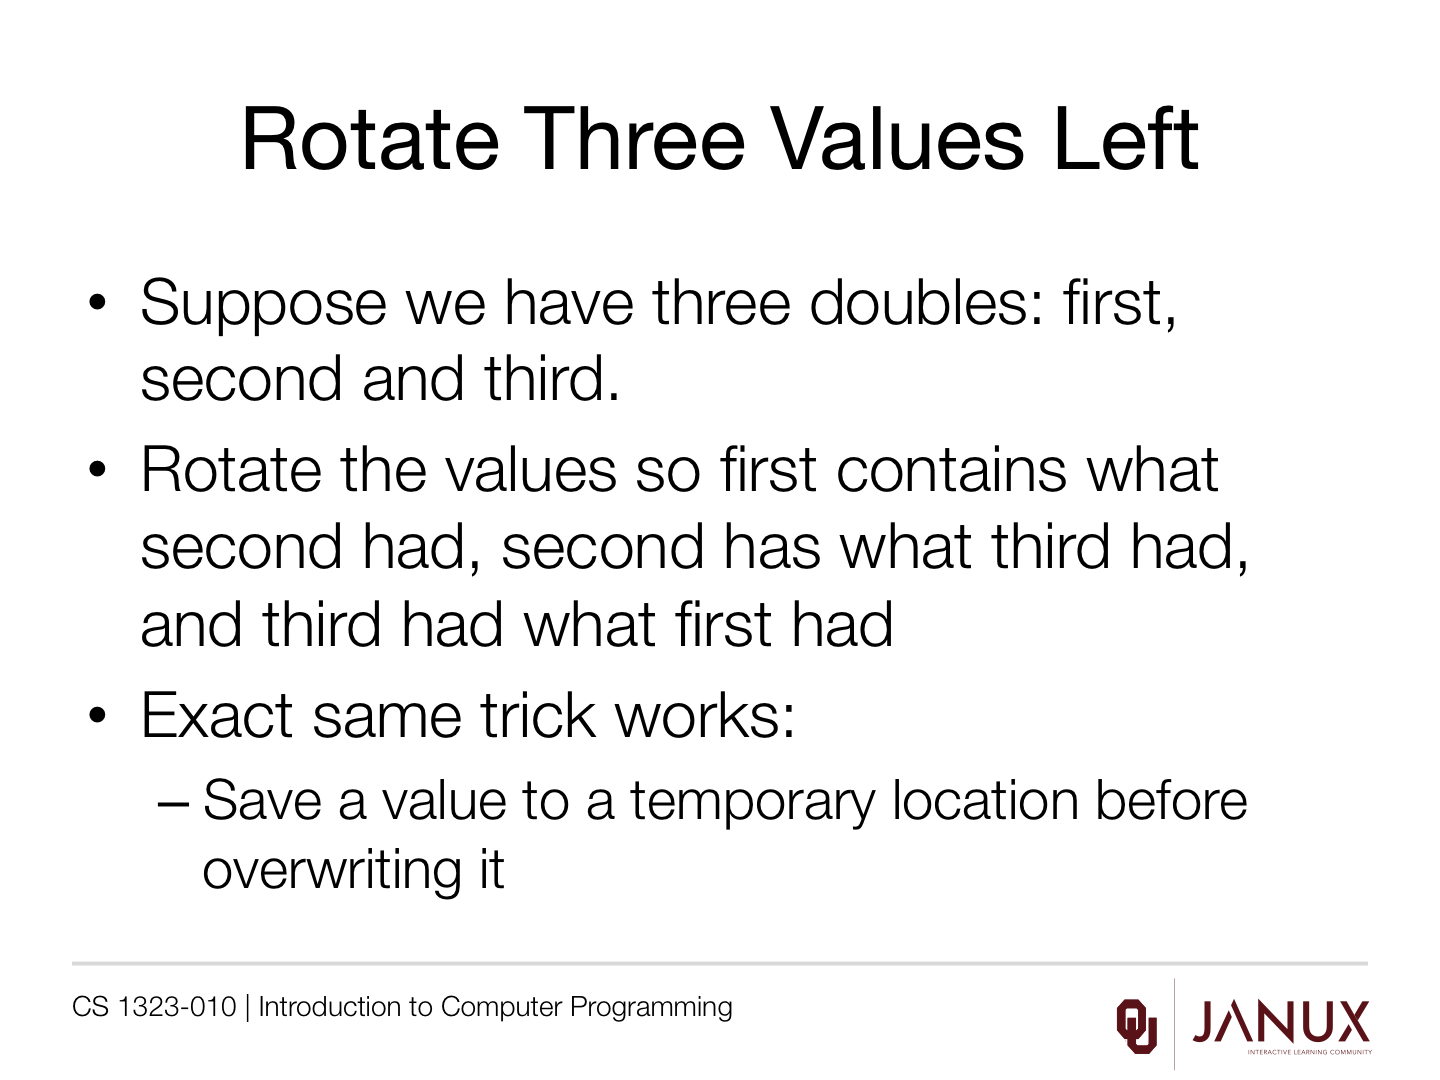 Rotate Three Values Left
• Suppose we have three doubles: first,
second and third.
• Rotate the values so first contains what
second had, second has what third had,
and third had what first had
• Exact same trick works:
– Save a value to a temporary location before
overwriting it
CS 1323-010 | Introduction to Computer Programming
OU
JANUX
INTERACTIVE LEARNING COMMUNITY